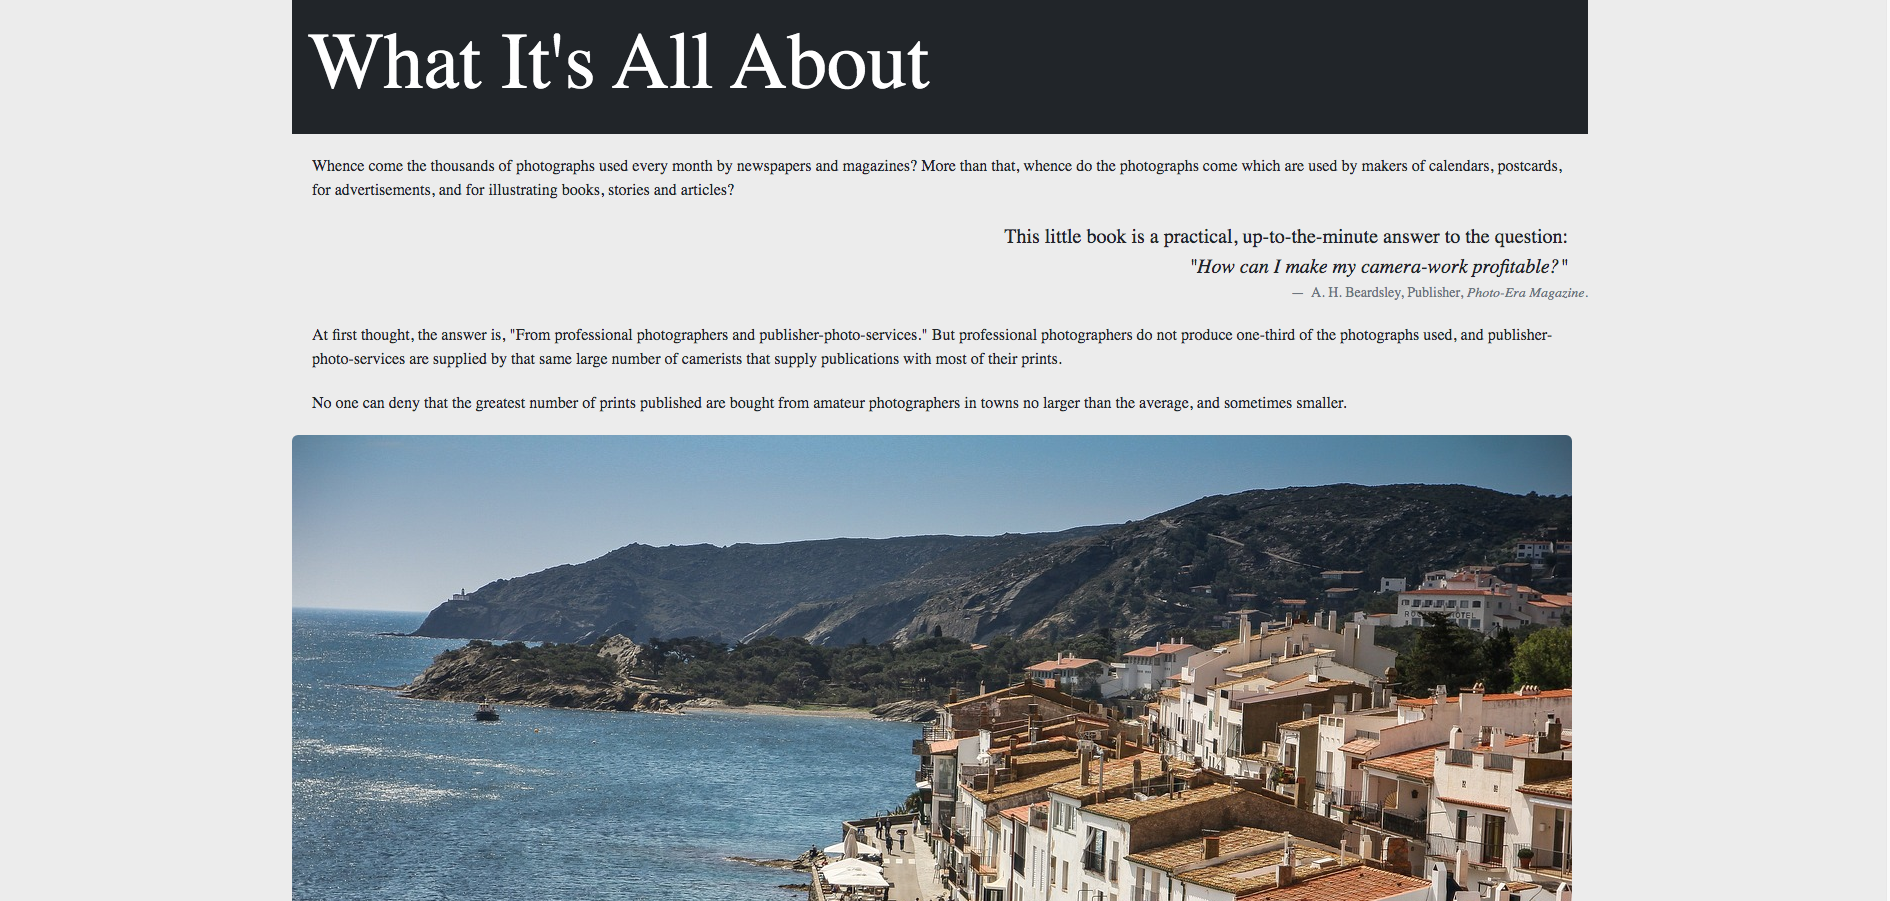 What It's All About
Whence come the thousands of photographs used every month by newspapers and magazines? More than that, whence do the photographs come which are used by makers of calendars, postcards,
for advertisements, and for illustrating books, stories and articles?
This little book is a practical, up-to-the-minute answer to the question:
"How can I make my camera-work profitable?"
— A. H. Beardsley, Publisher, Photo-Era Magazine.
At first thought, the answer is, "From professional photographers and publisher-photo-services." But professional photographers do not produce one-third of the photographs used, and publisher-
photo-services are supplied by that same large number of camerists that supply publications with most of their prints.
No one can deny that the greatest number of prints published are bought from amateur photographers in towns no larger than the average, and sometimes smaller.
HOTEL